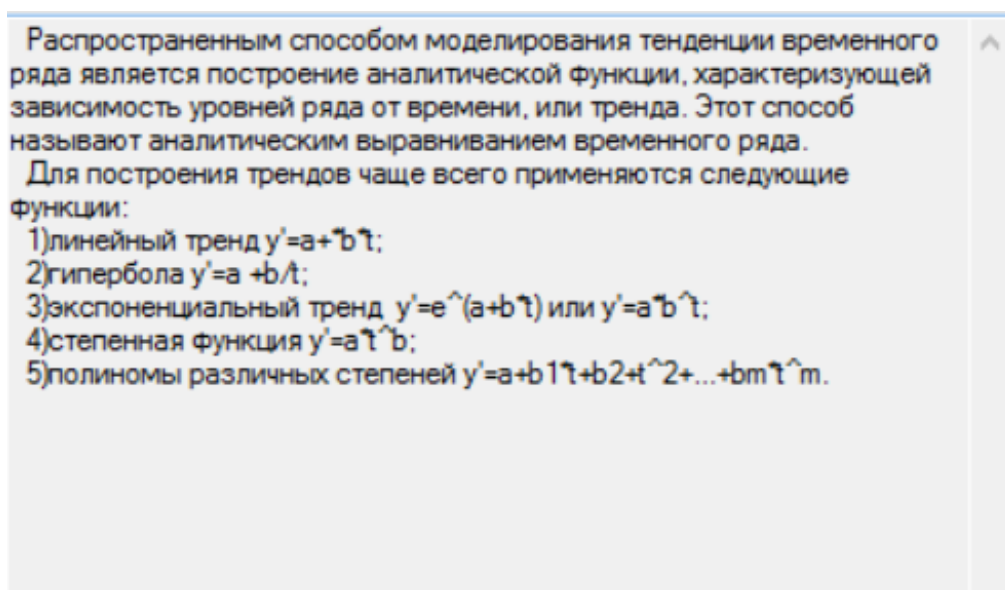 Распространенным способом моделирования тенденции временного
ряда является построение аналитической функции, характеризующей
зависимость уровней ряда от времени, или тренда. Этот способ
называют аналитическим выравниванием временного ряда.
Для построения трендов чаще всего применяются следующие
функции:
1)линейный тренд y'=a+*b*t;
2)гипербола y'=a +b/t;
3)экспоненциальный тренд  y'=e^(a+b*t) или y'=a*b^t;
4)степенная функция y'=a*t^b;
5)полиномы различных степеней y'=a+b1*t+b2+t^2+...+bm*t^m.